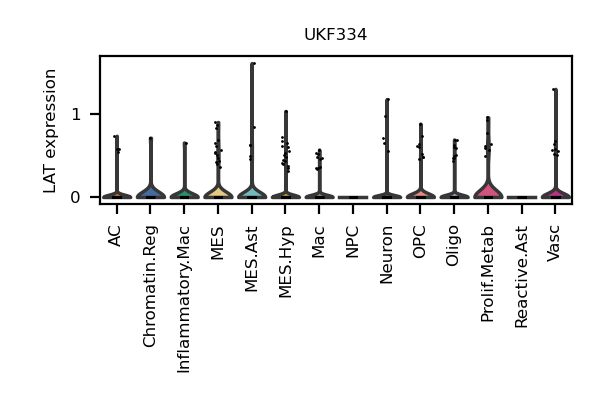 UKF334
LAT expression
1
0
AC
Chromatin.Reg
Inflammatory.Mac
MES
MES.Ast
MES.Hyp
Mac
NPC
Neuron
OPC
Oligo
Prolif.Metab
Reactive.Ast
Vasc